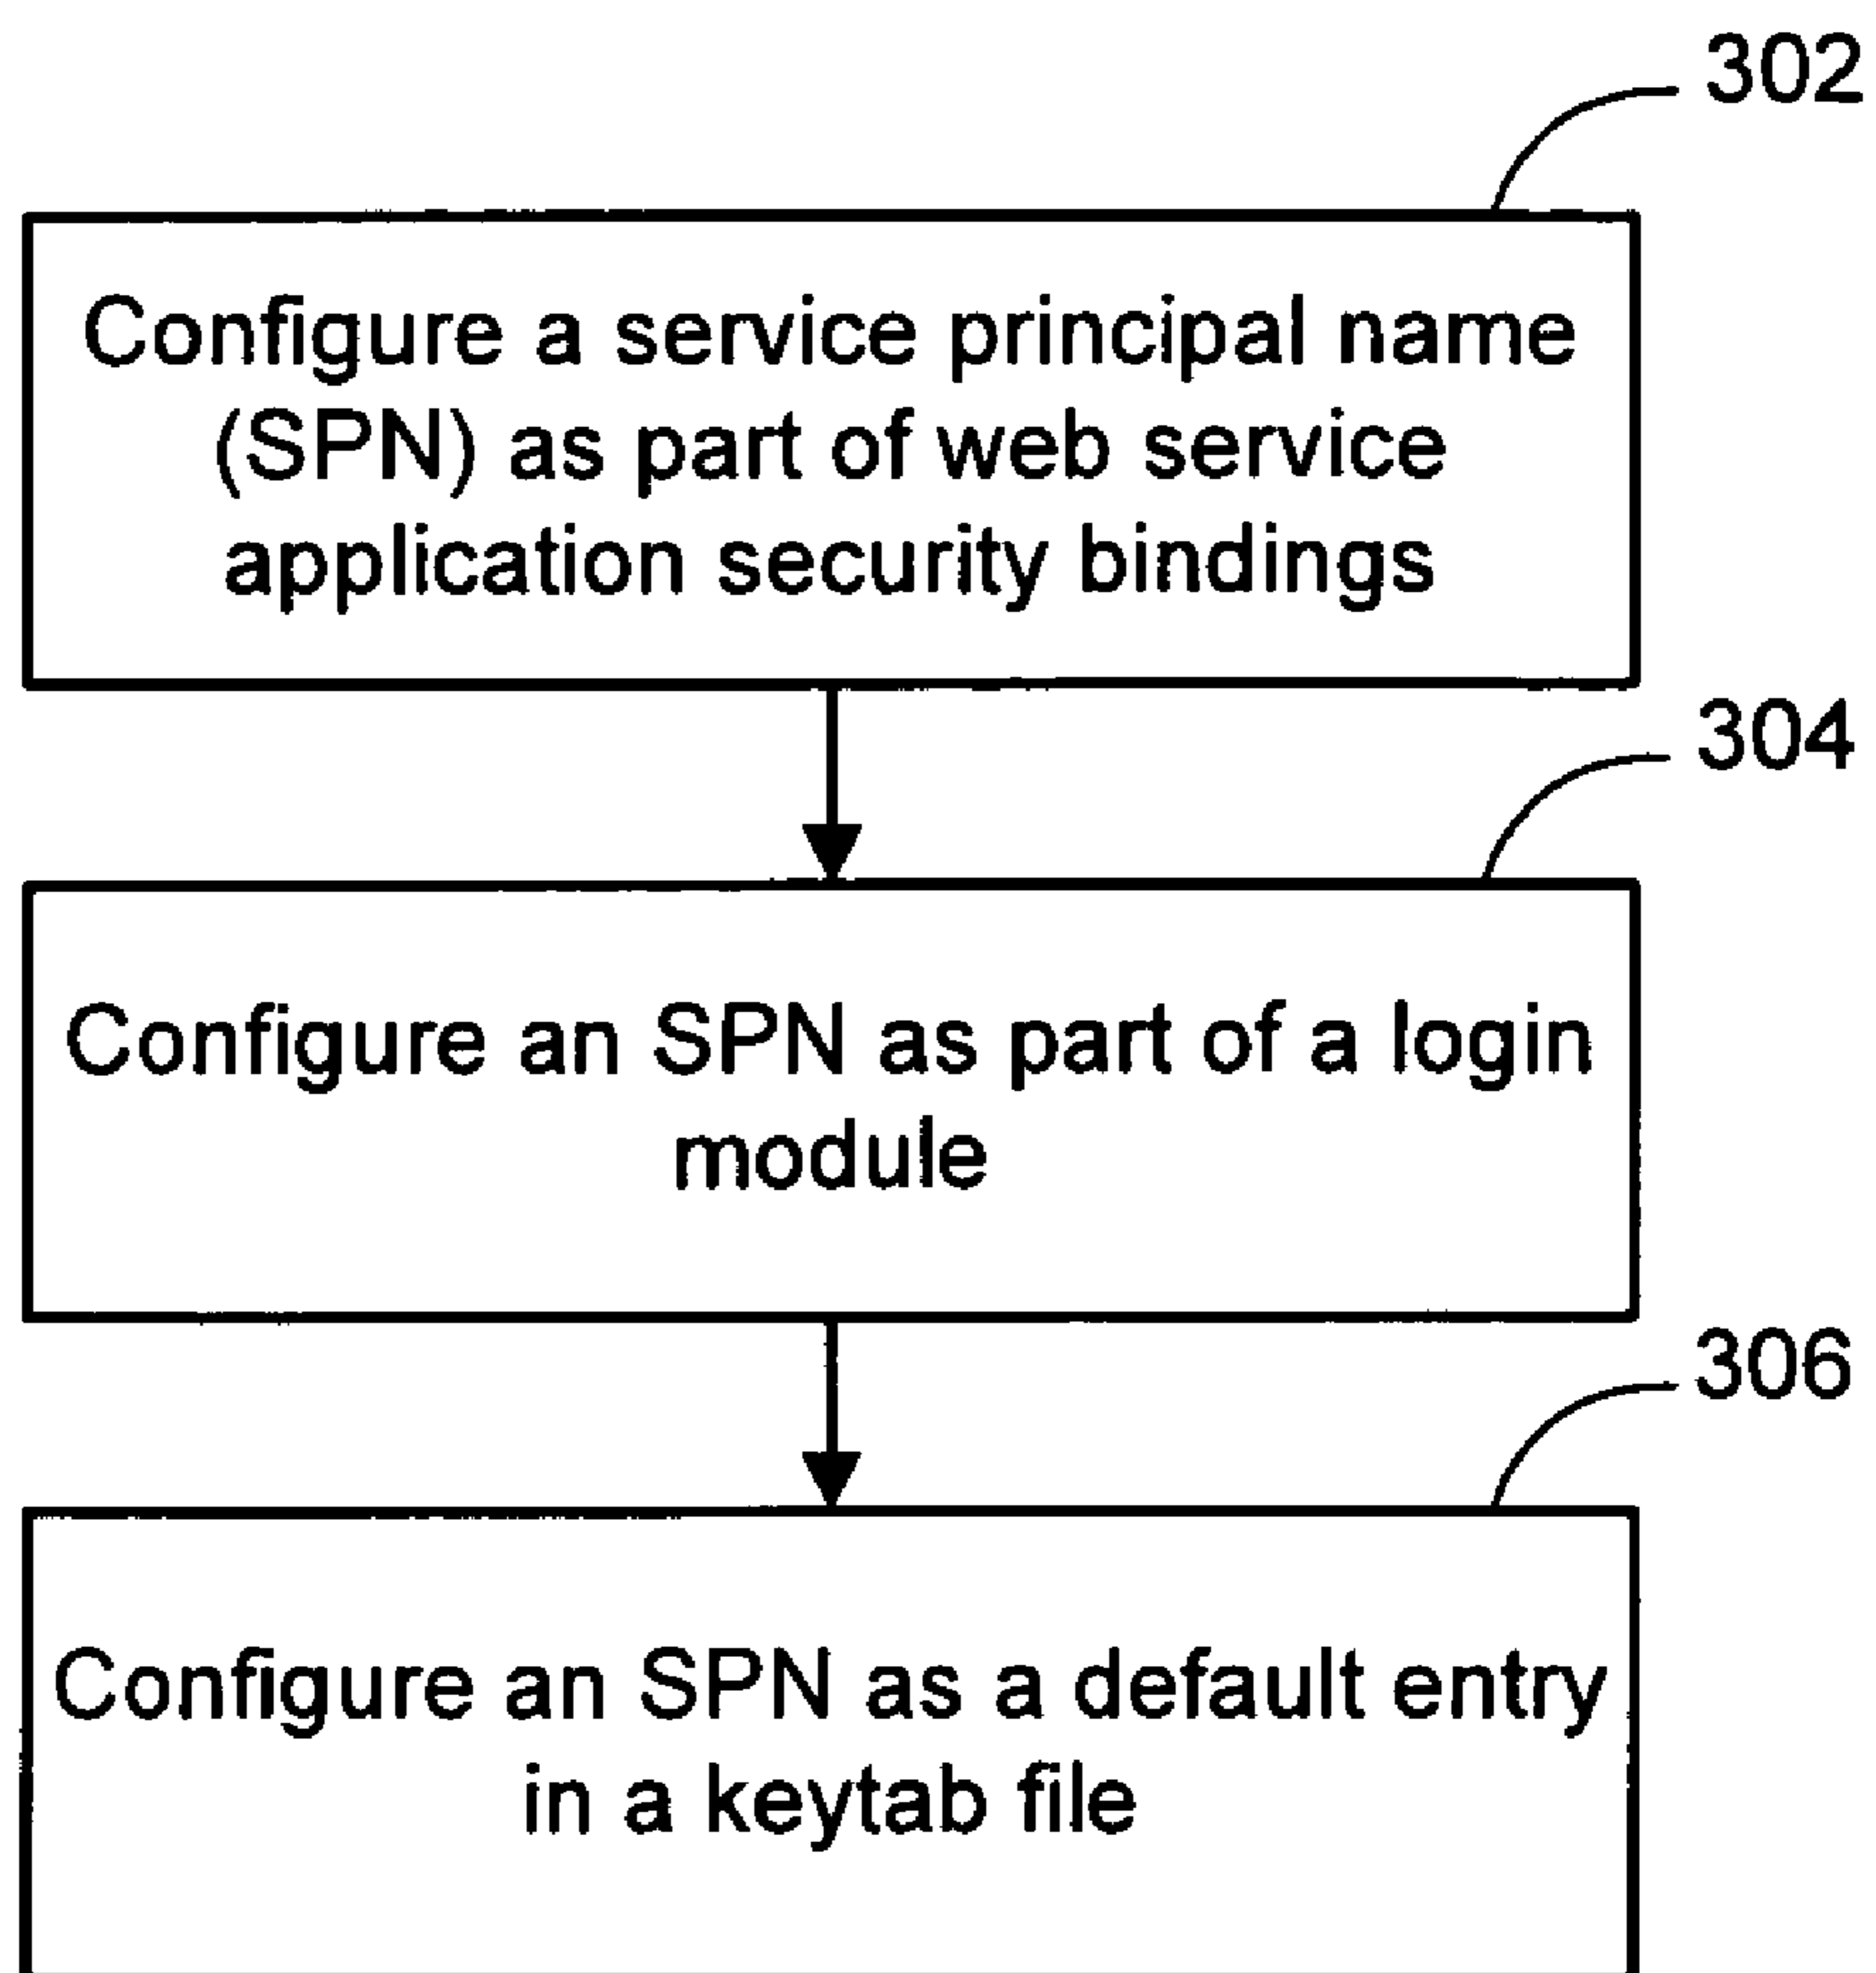 302
Configure a service principal name
(SPN) as part of web service
application security bindings
304
Configure an SPN as part of a login
module
306
Configure an SPN as a default entry
in a keytab file